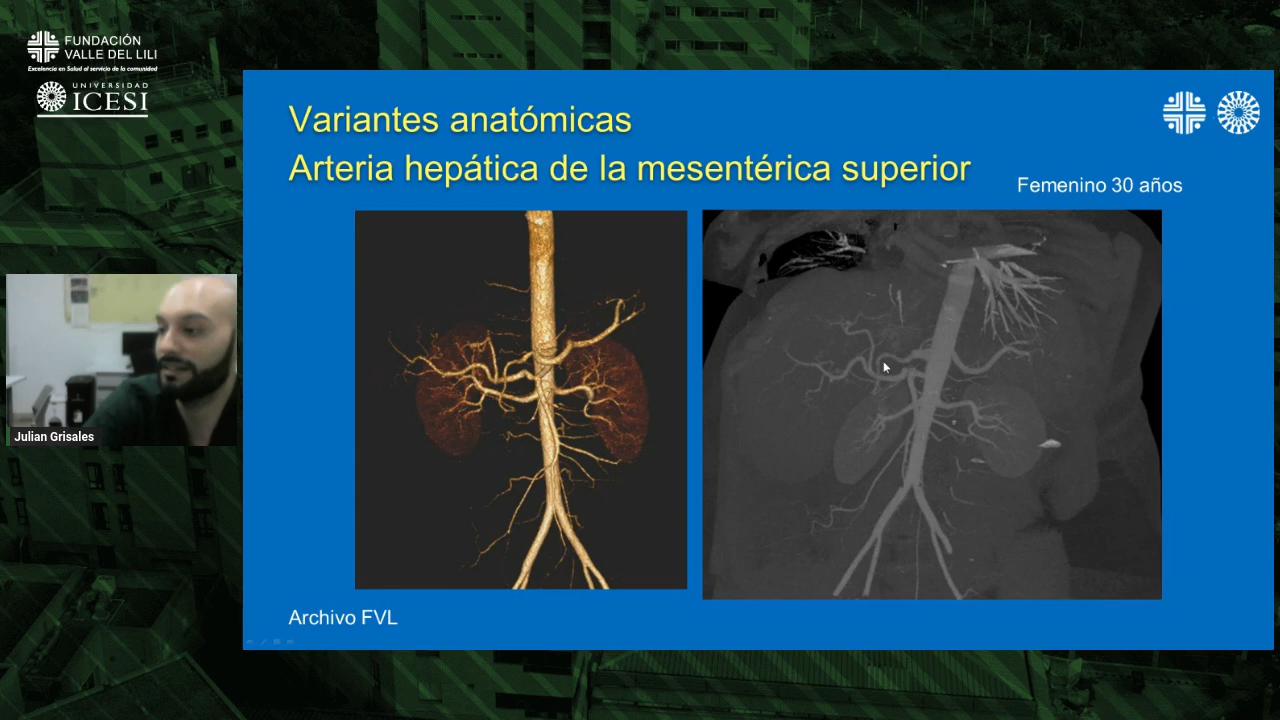 FUNDACIÓN
VALLE DEL LILI
Excelencia en Salud al servicio de la comunidad
UNIVERSIDAD
ICESI
Variantes anatómicas
Arteria hepática de la mesentérica superior
Femenino 30 años
Julian Grisales
Archivo FVL